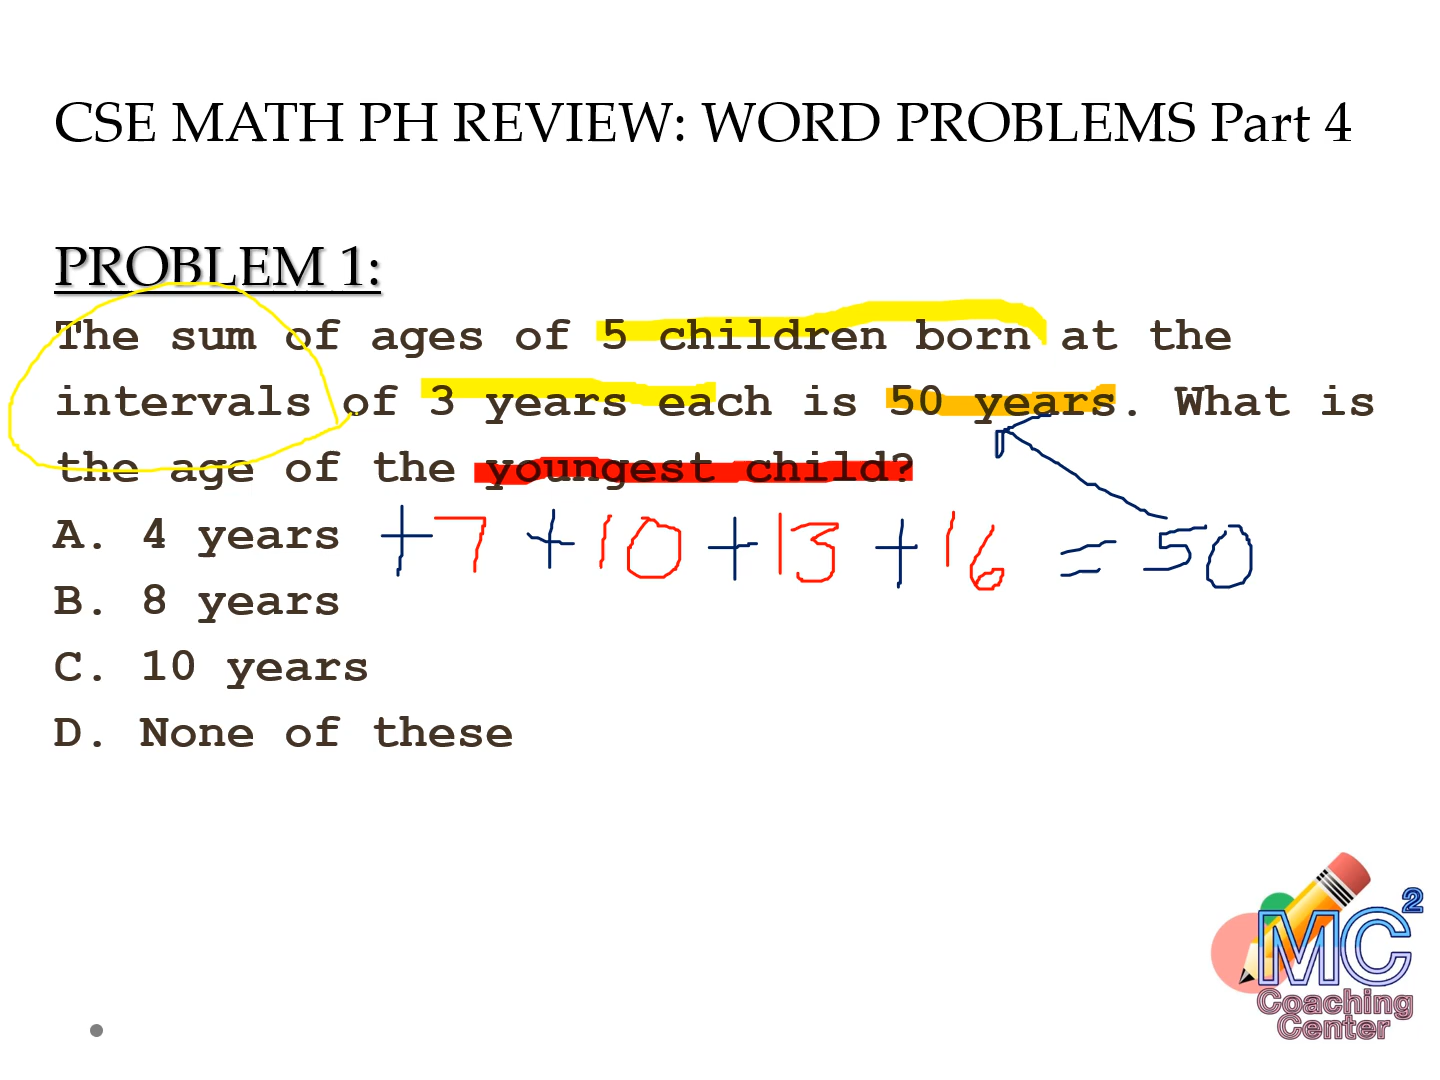 CSE MATH PH REVIEW: WORD PROBLEMS Part 4
PROBLEM 1:
The sum of ages of 5 children born at the
intervals of 3 years each is 50 years. What is
the age of the youngest child?
A. 4 years +7 +10 +13 +16 = 50
B. 8 years
C. 10 years
D. None of these
MC²
Coaching
Center